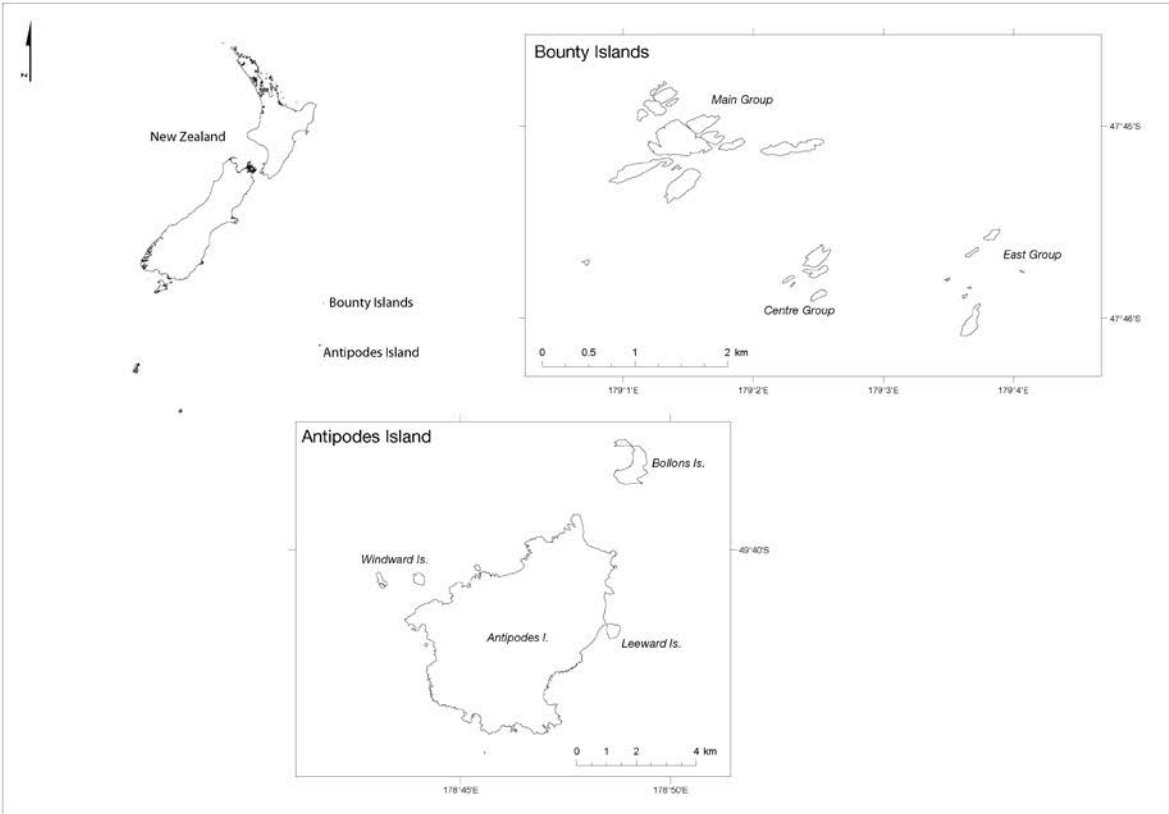 N
New Zealand
Bounty Islands
Antipodes Island
Bounty Islands
Main Group
East Group
Centre Group
47°45'S
47°46'S
0 0.5 1 2 km
179°1'E 179°2'E 179°3'E 179°4'E
Antipodes Island
Bollons Is.
Windward Is.
Antipodes I.
Leeward Is.
49°40'S
0 1 2 4 km
178°45'E 178°50'E